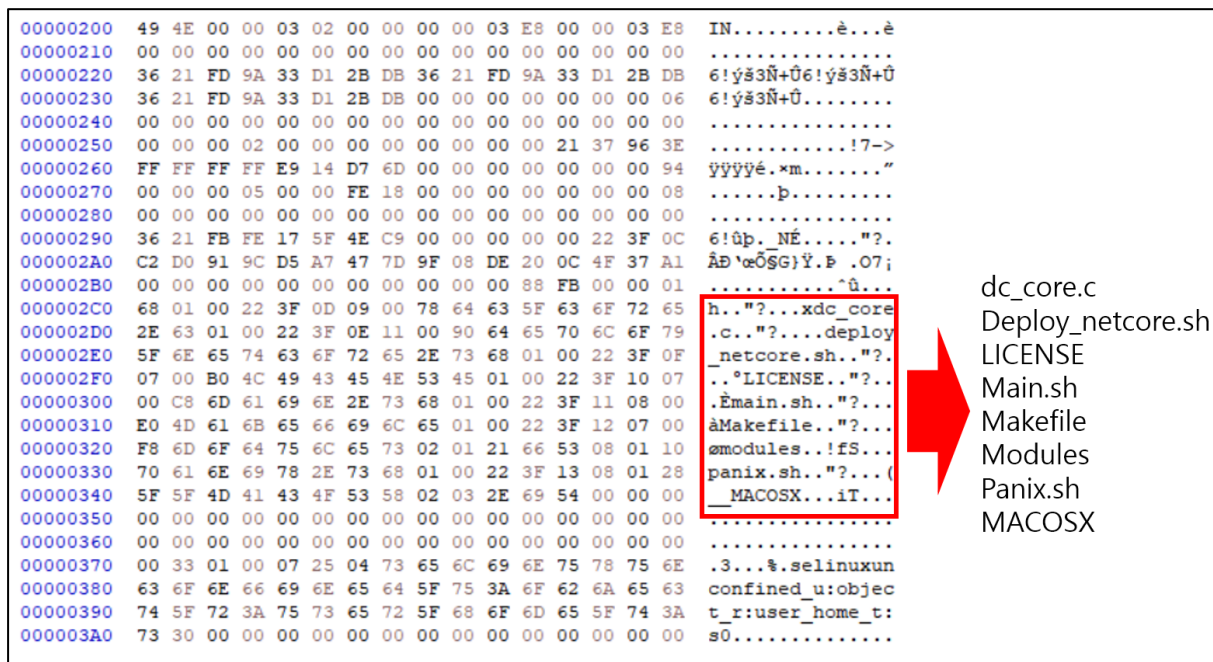 00000200 49 4E 00 00 03 02 00 00 00 00 03 E8 00 00 03 E8 IN.........è...è
00000210 00 00 00 00 00 00 00 00 00 00 00 00 00 00 00 00 ................
00000220 36 21 FD 9A 33 D1 2B DB 36 21 FD 9A 33 D1 2B DB 6!ýš3Ñ+Û6!ýš3Ñ+Û
00000230 36 21 FD 9A 33 D1 2B DB 00 00 00 00 00 00 00 06 6!ýš3Ñ+Û........
00000240 00 00 00 00 00 00 00 00 00 00 00 00 00 00 00 00 ................
00000250 00 00 00 02 00 00 00 00 00 00 00 00 21 37 96 3E ............!7–>
00000260 FF FF FF FF E9 14 D7 6D 00 00 00 00 00 00 00 94 ÿÿÿÿé.×m.......”
00000270 00 00 00 05 00 00 FE 18 00 00 00 00 00 00 00 08 ......þ.........
00000280 00 00 00 00 00 00 00 00 00 00 00 00 00 00 00 00 ................
00000290 36 21 FB FE 17 5F 4E C9 00 00 00 00 00 22 3F 0C 6!ûþ._NÉ....."?.
000002A0 C2 D0 91 9C D5 A7 47 7D 9F 08 DE 20 0C 4F 37 A1 ÂÐ‘œÕ§G}Ÿ.Þ .O7¡
000002B0 00 00 00 00 00 00 00 00 00 00 00 88 FB 00 00 01 ...........ˆû...
000002C0 68 01 00 22 3F 0D 09 00 78 64 63 5F 63 6F 72 65 h.."?...xdc_core
000002D0 2E 63 01 00 22 3F 0E 11 00 90 64 65 70 6C 6F 79 .c.."?....deploy
000002E0 5F 6E 65 74 63 6F 72 65 2E 73 68 01 00 22 3F 0F _netcore.sh.."?.
000002F0 07 00 B0 4C 49 43 45 4E 53 45 01 00 22 3F 10 07 ..°LICENSE.."?..
00000300 00 C8 6D 61 69 6E 2E 73 68 01 00 22 3F 11 08 00 .Èmain.sh.."?...
00000310 E0 4D 61 6B 65 66 69 6C 65 01 00 22 3F 12 07 00 àMakefile.."?...
00000320 F8 6D 6F 64 75 6C 65 73 02 01 21 66 53 08 01 10 ømodules..!fS...
00000330 70 61 6E 69 78 2E 73 68 01 00 22 3F 13 08 01 28 panix.sh.."?...(
00000340 5F 5F 4D 41 43 4F 53 58 02 03 2E 69 54 00 00 00 __MACOSX...iT...
00000350 00 00 00 00 00 00 00 00 00 00 00 00 00 00 00 00 ................
00000360 00 00 00 00 00 00 00 00 00 00 00 00 00 00 00 00 ................
00000370 00 33 01 00 07 25 04 73 65 6C 69 6E 75 78 75 6E .3...%.selinuxun
00000380 63 6F 6E 66 69 6E 65 64 5F 75 3A 6F 62 6A 65 63 confined_u:objec
00000390 74 5F 72 3A 75 73 65 72 5F 68 6F 6D 65 5F 74 3A t_r:user_home_t:
000003A0 73 30 00 00 00 00 00 00 00 00 00 00 00 00 00 00 s0..............
dc_core.c
Deploy_netcore.sh
LICENSE
Main.sh
Makefile
Modules
Panix.sh
MACOSX